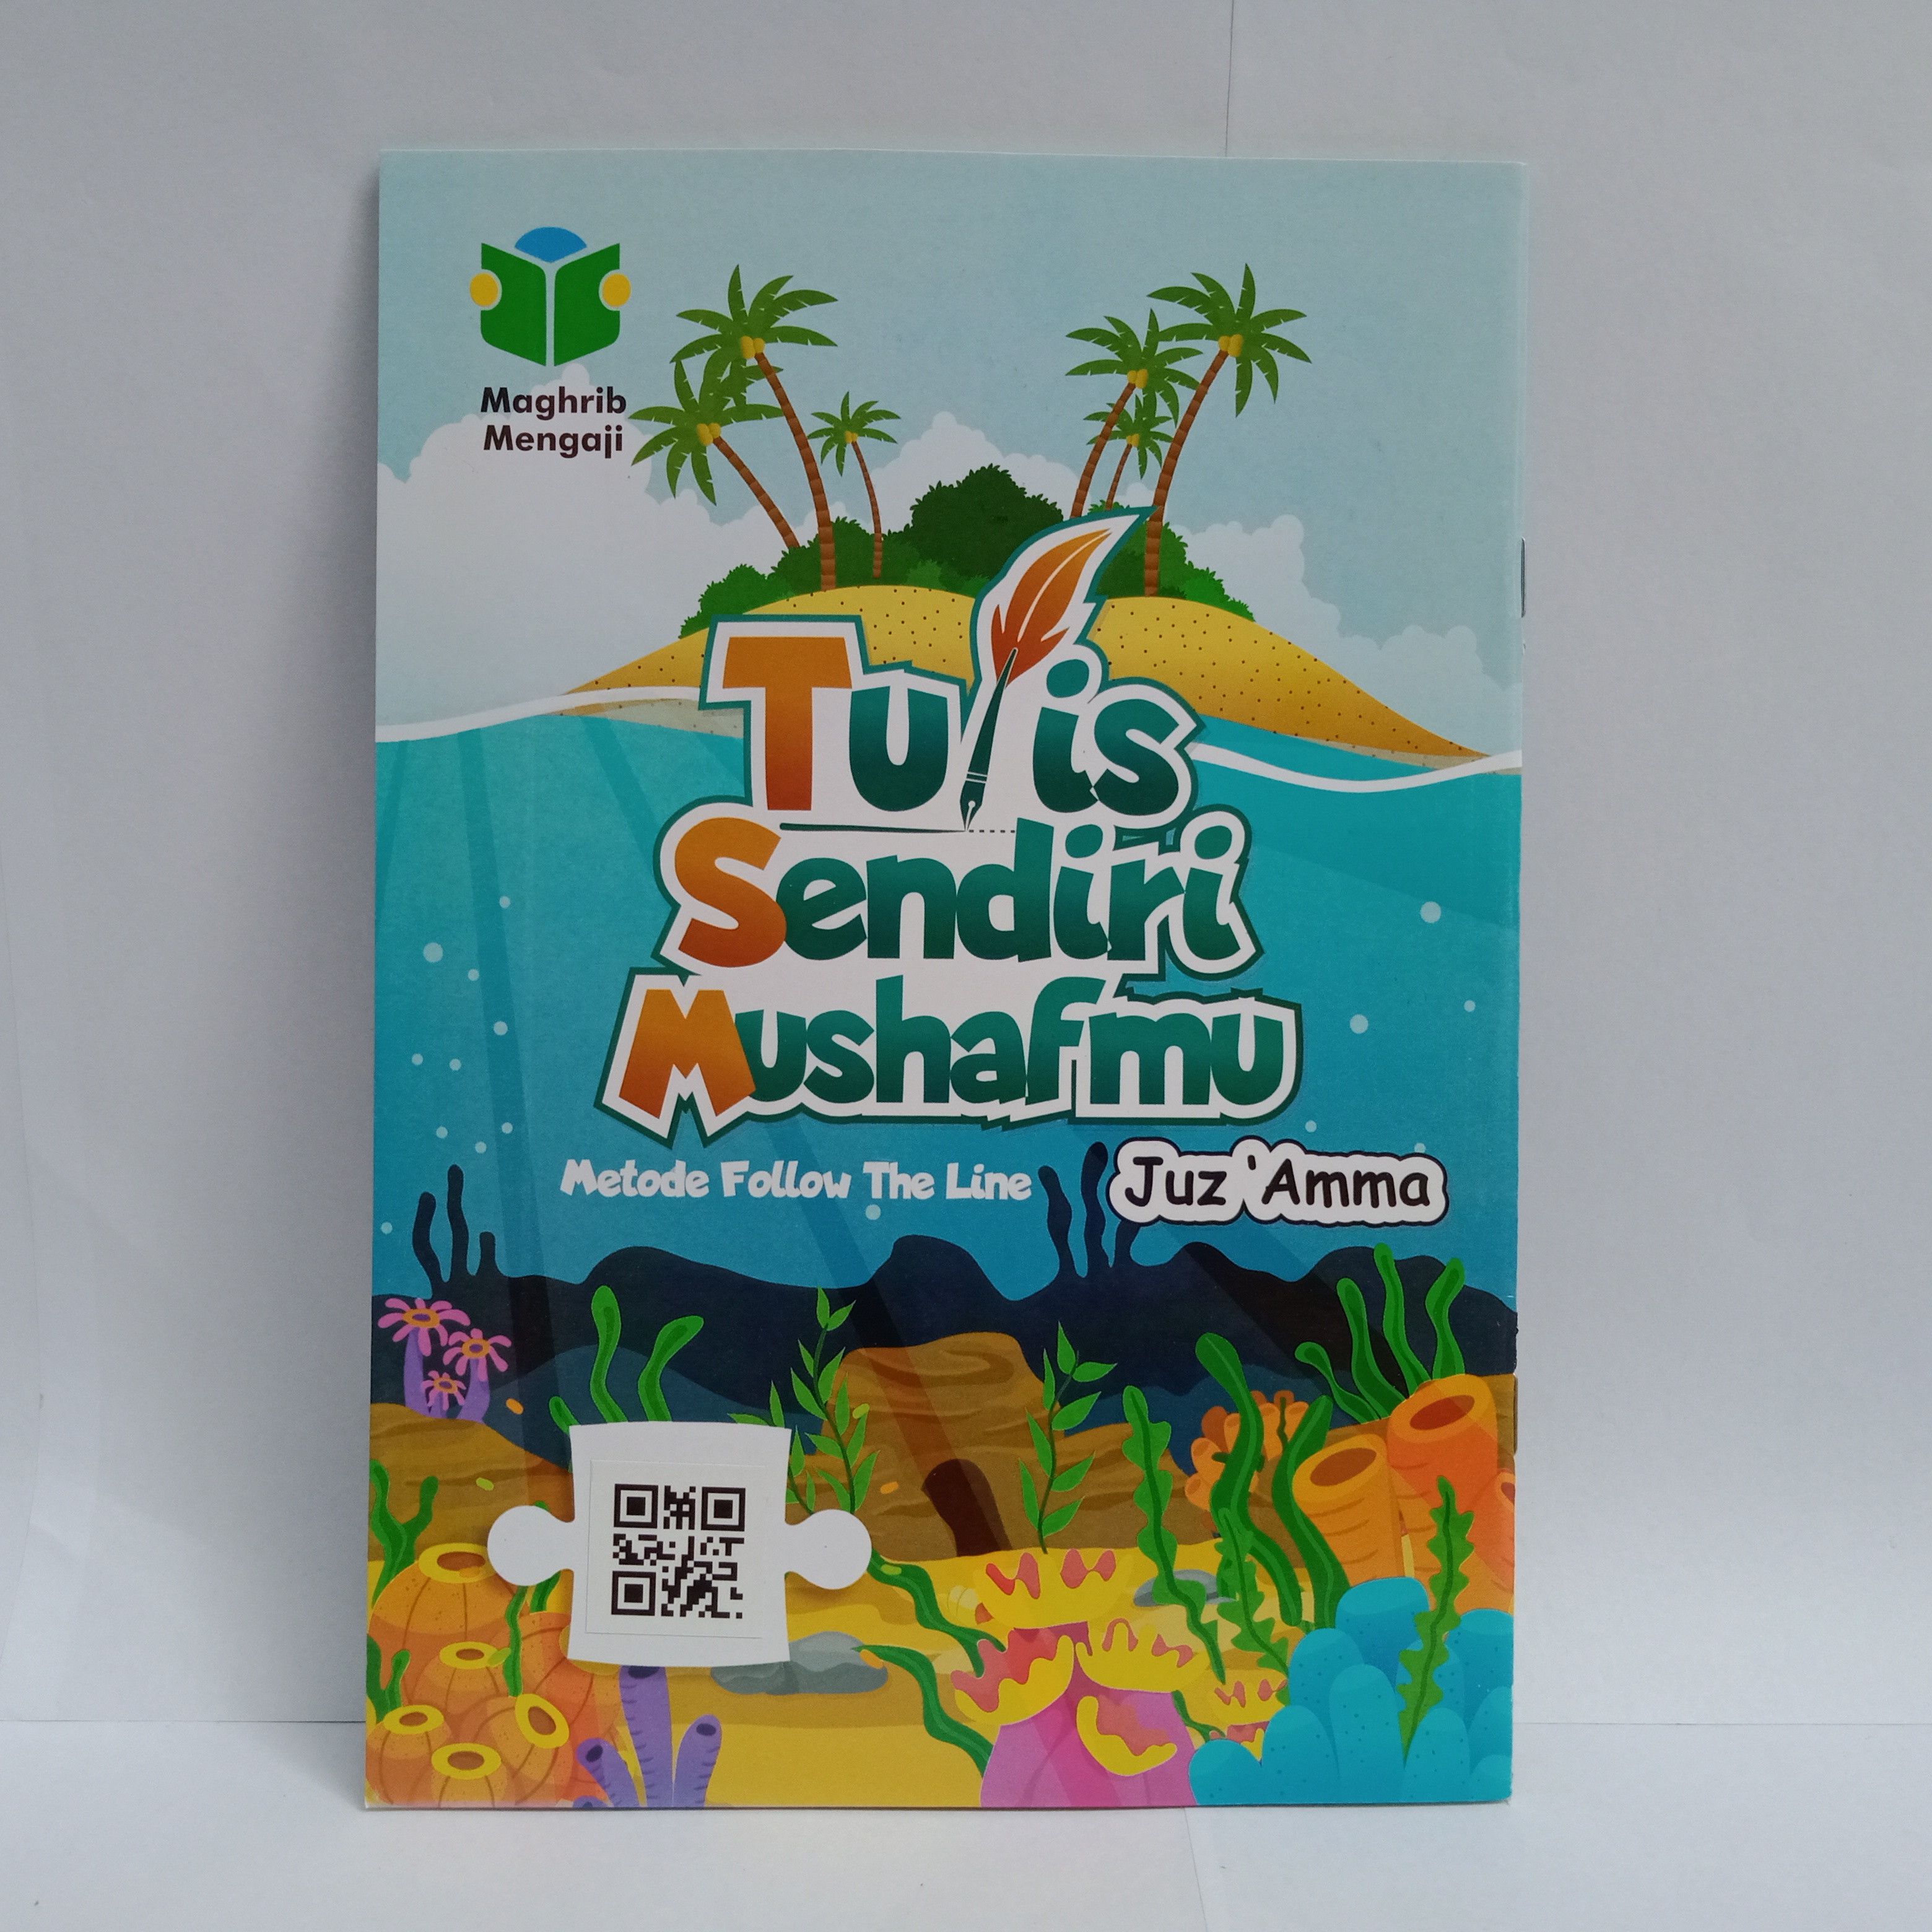 Maghrib
Mengaji
Tulis
Sendiri
Mushafmu
Metode Follow The Line
Juz 'Amma